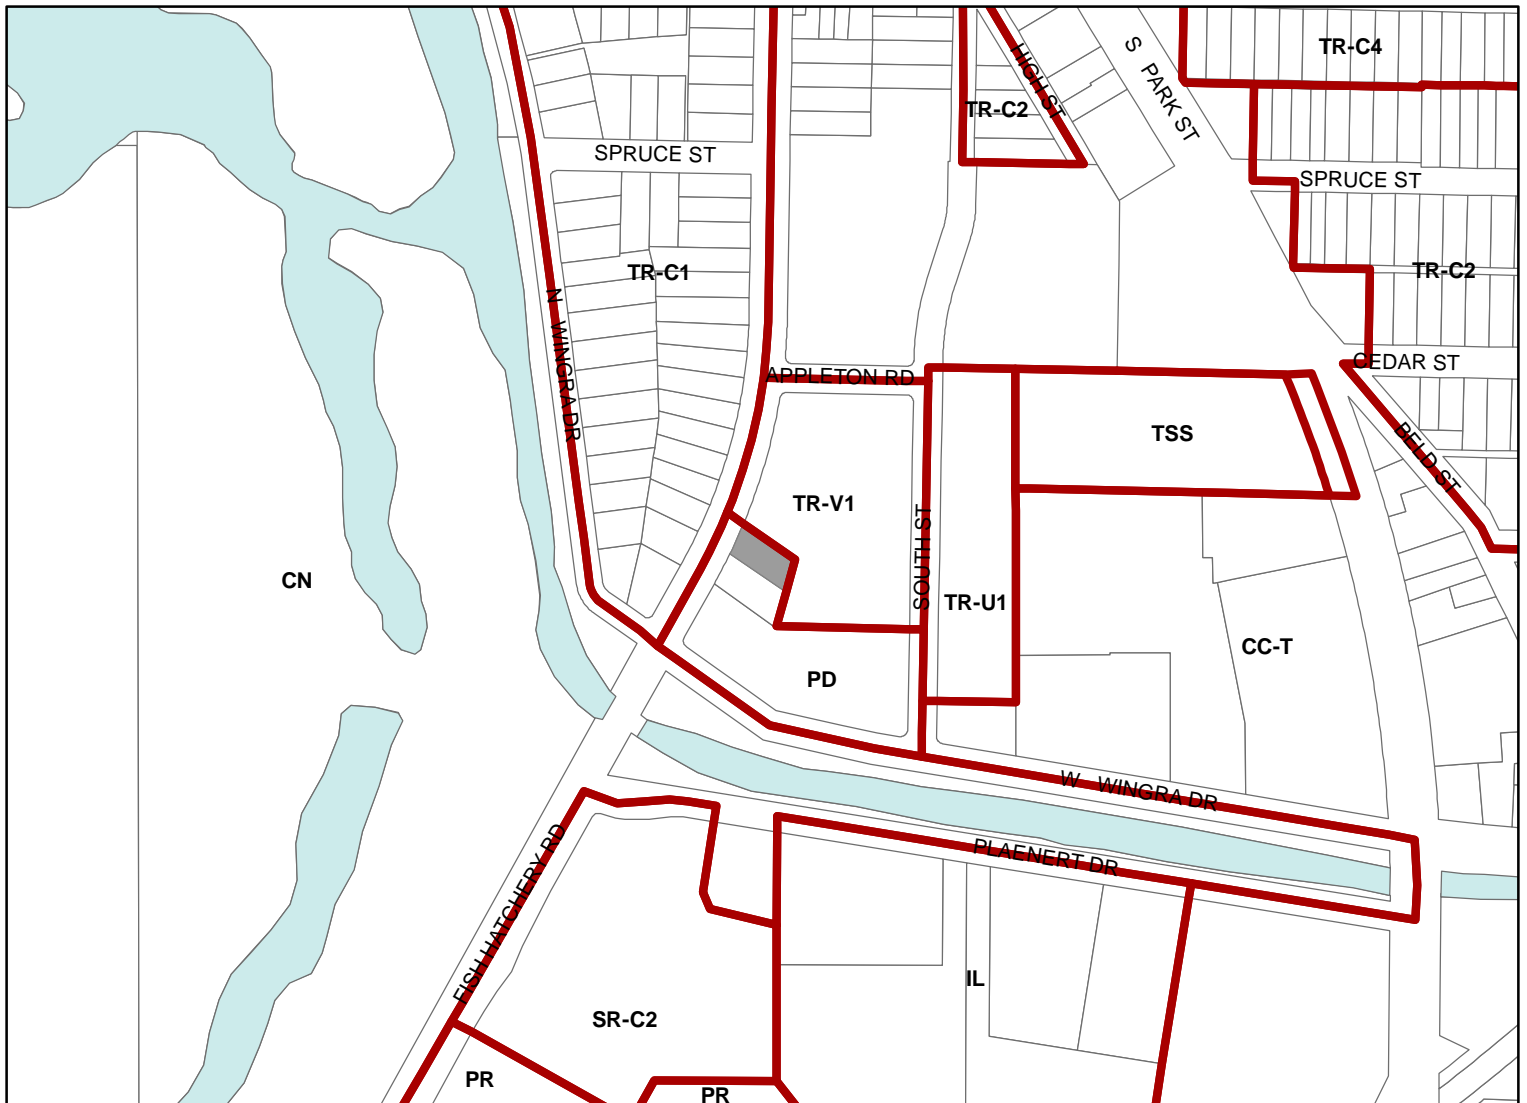 TR-C4
S PARK ST
HIGH ST
TR-C2
SPRUCE ST
SPRUCE ST
TR-C1
TR-C2
N WINGRA DR
CEDAR ST
APPLETON RD
TSS
BELD ST
TR-V1
SOUTH ST
CN
TR-U1
CC-T
PD
W WINGRA DR
PLAENERT DR
FISH HATCHERY RD
IL
SR-C2
PR
PR